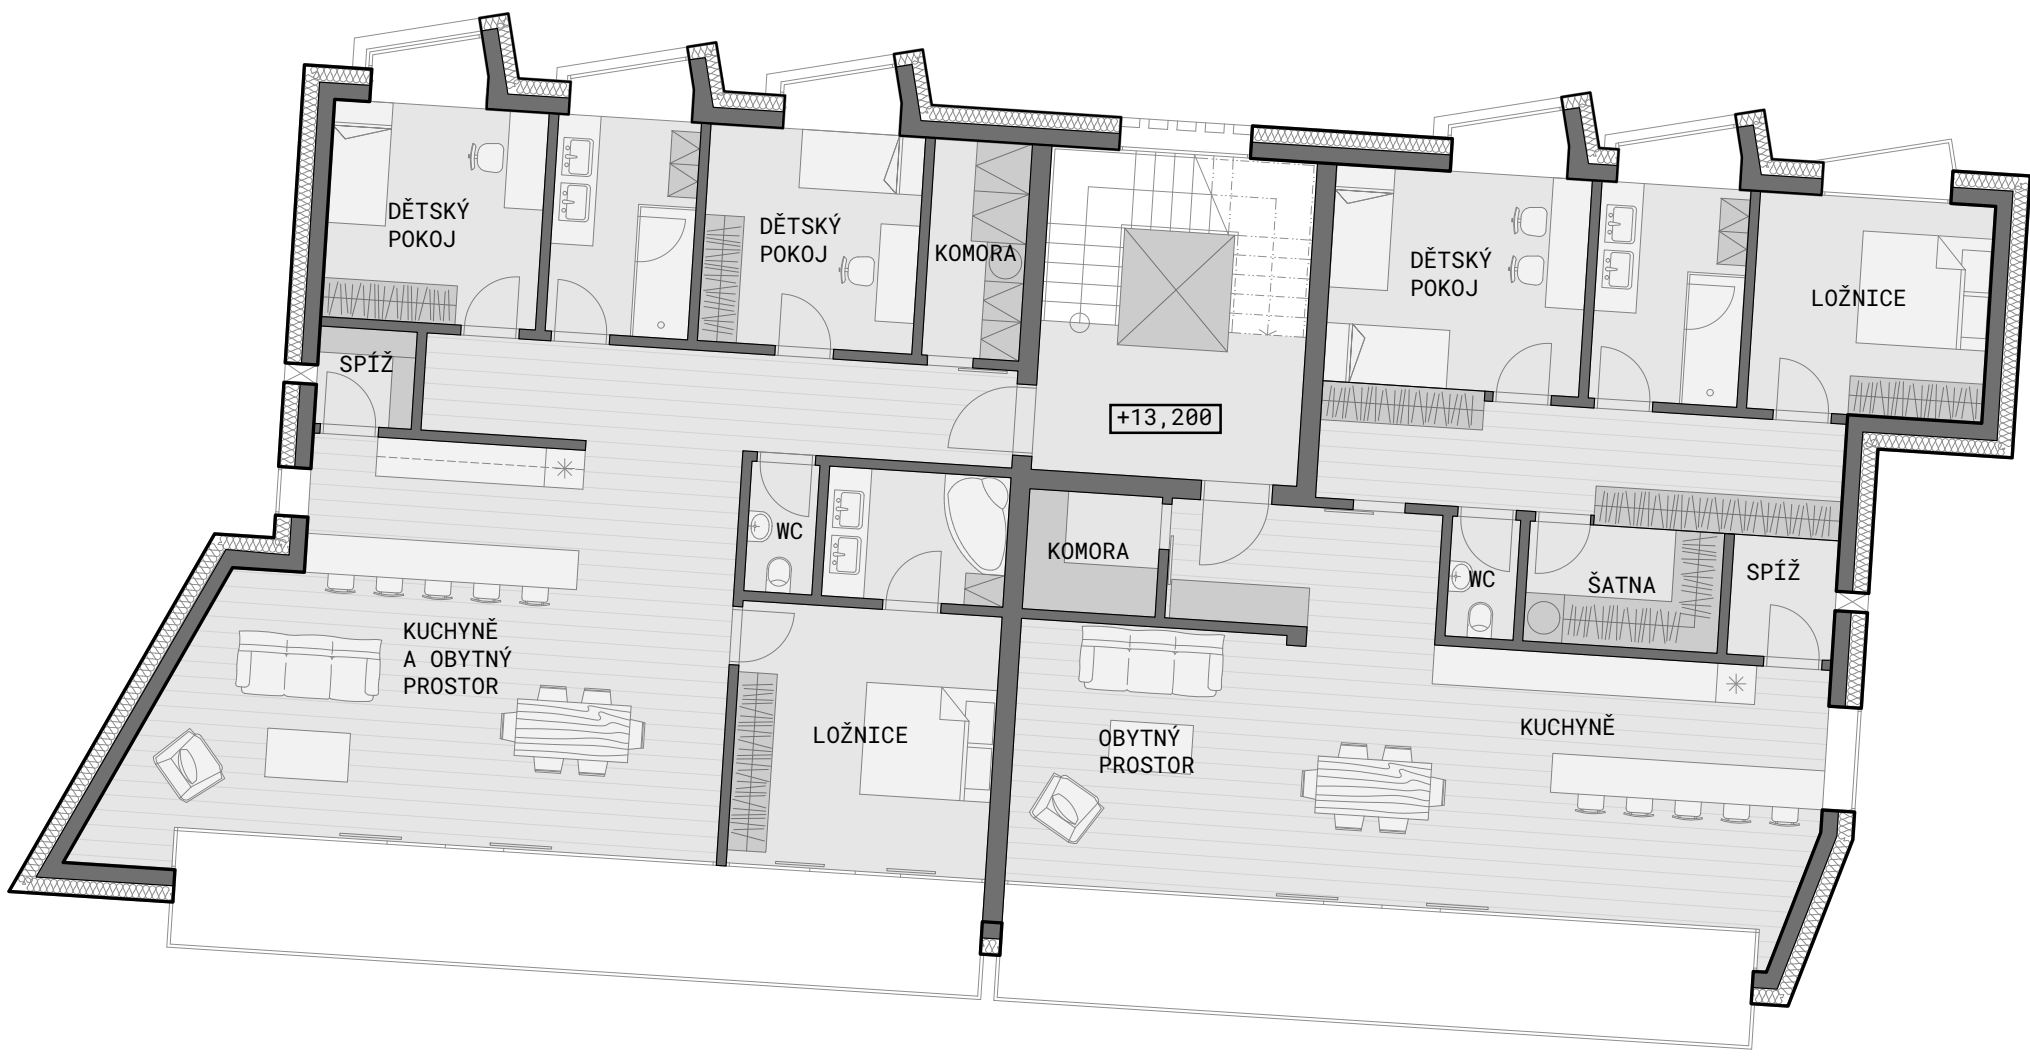 DĚTSKÝ
POKOJ
DĚTSKÝ
POKOJ
KOMORA
DĚTSKÝ
POKOJ
LOŽNICE
SPÍŽ
+13,200
WC
KOMORA
WC
ŠATNA
SPÍŽ
KUCHYNĚ
A OBYTNÝ
PROSTOR
LOŽNICE
OBYTNÝ
PROSTOR
KUCHYNĚ